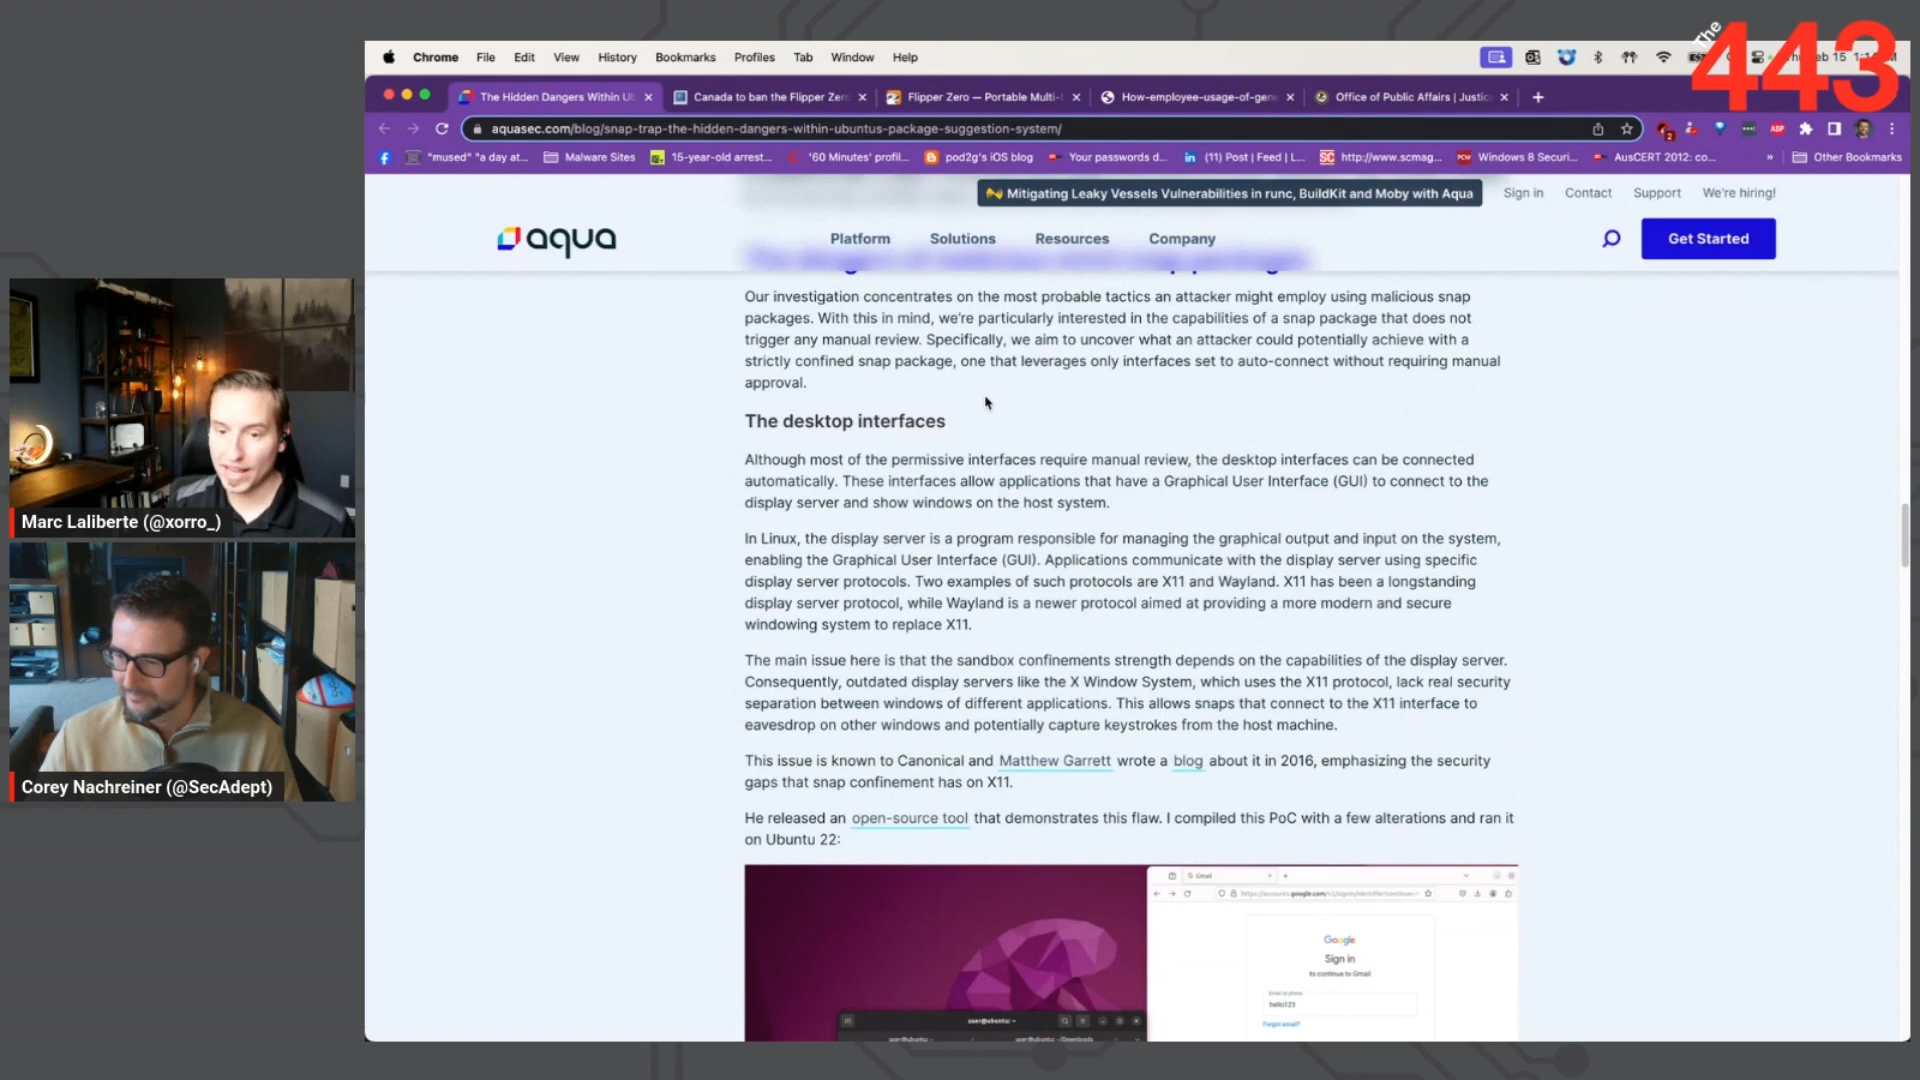 The
443
Chrome File Edit View History Bookmarks Profiles Tab Window Help
The Hidden Dangers Within Ub
Canada to ban the Flipper Zero
Flipper Zero — Portable Multi-t
How-employee-usage-of-gene
Office of Public Affairs | Justic
aquasec.com/blog/snap-trap-the-hidden-dangers-within-ubuntus-package-suggestion-system/
"mused" "a day at...
Malware Sites
15-year-old arrest...
'60 Minutes' profil...
pod2g's iOS blog
Your passwords d...
(11) Post | Feed | L...
http://www.scmag...
Windows 8 Securi...
AusCERT 2012: co...
»
Other Bookmarks
Mitigating Leaky Vessels Vulnerabilities in runc, BuildKit and Moby with Aqua
Sign in Contact Support We're hiring!
aqua
Platform Solutions Resources Company
Get Started
Our investigation concentrates on the most probable tactics an attacker might employ using malicious snap
packages. With this in mind, we're particularly interested in the capabilities of a snap package that does not
trigger any manual review. Specifically, we aim to uncover what an attacker could potentially achieve with a
strictly confined snap package, one that leverages only interfaces set to auto-connect without requiring manual
approval.
The desktop interfaces
Although most of the permissive interfaces require manual review, the desktop interfaces can be connected
automatically. These interfaces allow applications that have a Graphical User Interface (GUI) to connect to the
display server and show windows on the host system.
In Linux, the display server is a program responsible for managing the graphical output and input on the system,
enabling the Graphical User Interface (GUI). Applications communicate with the display server using specific
display server protocols. Two examples of such protocols are X11 and Wayland. X11 has been a longstanding
display server protocol, while Wayland is a newer protocol aimed at providing a more modern and secure
windowing system to replace X11.
The main issue here is that the sandbox confinements strength depends on the capabilities of the display server.
Consequently, outdated display servers like the X Window System, which uses the X11 protocol, lack real security
separation between windows of different applications. This allows snaps that connect to the X11 interface to
eavesdrop on other windows and potentially capture keystrokes from the host machine.
This issue is known to Canonical and Matthew Garrett wrote a blog about it in 2016, emphasizing the security
gaps that snap confinement has on X11.
He released an open-source tool that demonstrates this flaw. I compiled this PoC with a few alterations and ran it
on Ubuntu 22:
Gmail
Google
Sign in
to continue to Gmail
Email or phone
hello123
Forgot email?
user@ubuntu: ~
user@ubuntu: ~
user@ubuntu: ~/Downloads
Marc Laliberte (@xorro_)
Corey Nachreiner (@SecAdept)